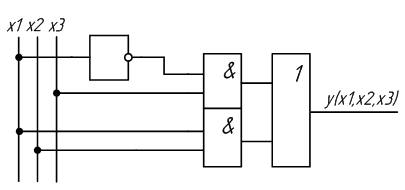 x1 x2 x3
&
1
y(x1,x2,x3)
&